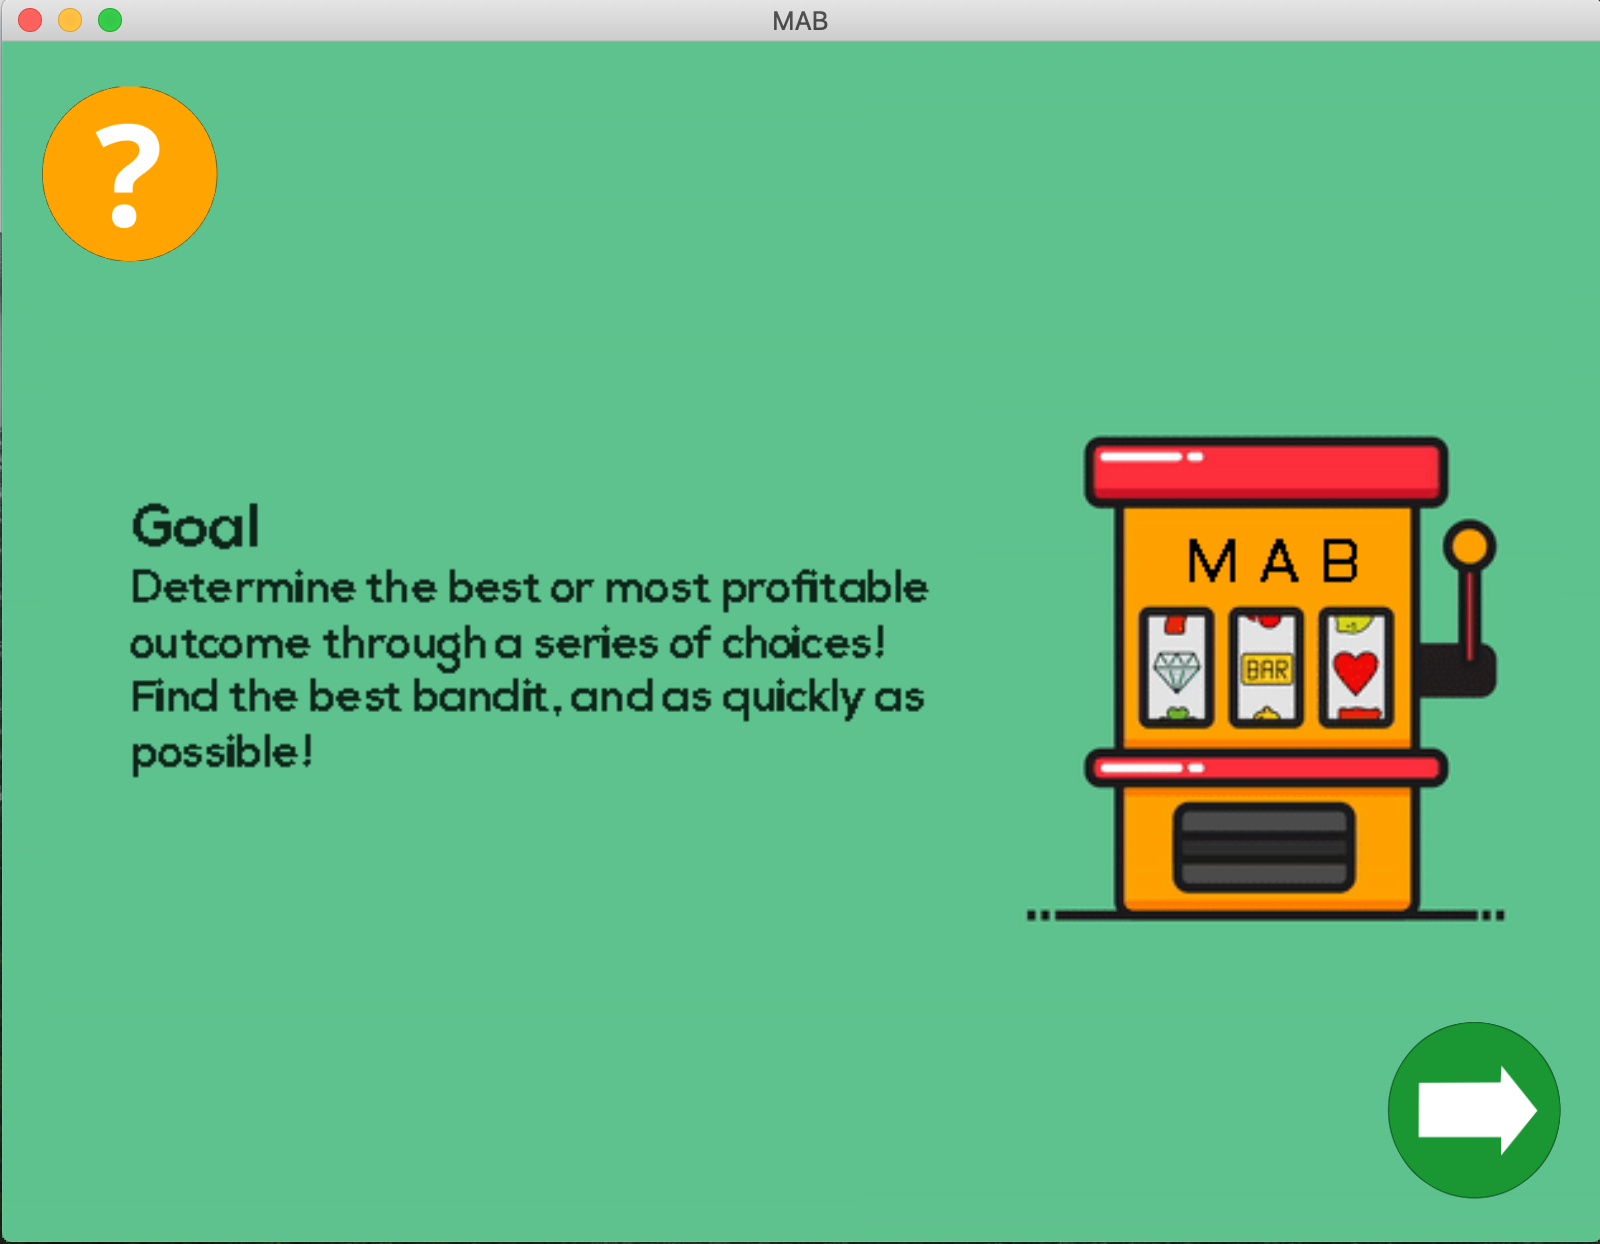 MAB
?
Goal
Determine the best or most profitable
outcome through a series of choices!
Find the best bandit, and as quickly as
possible!
MAB
BAR